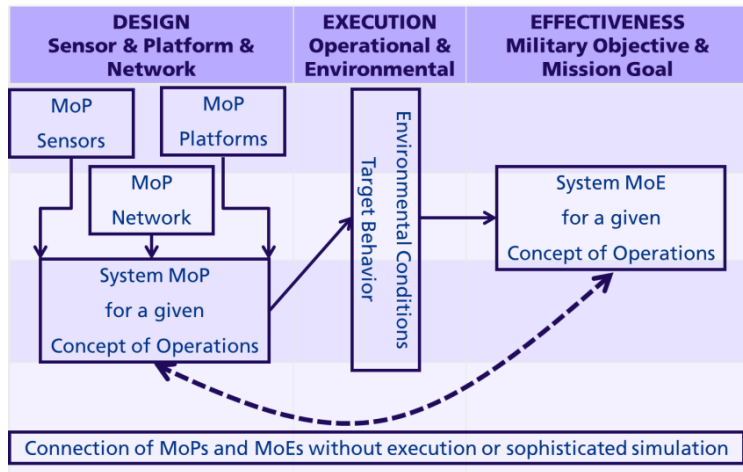 DESIGN
Sensor & Platform &
Network
EXECUTION
Operational &
Environmental
EFFECTIVENESS
Military Objective &
Mission Goal
MoP
Sensors
MoP
Platforms
MoP
Network
System MoP
for a given
Concept of Operations
Environmental Conditions
Target Behavior
System MoE
for a given
Concept of Operations
Connection of MoPs and MoEs without execution or sophisticated simulation